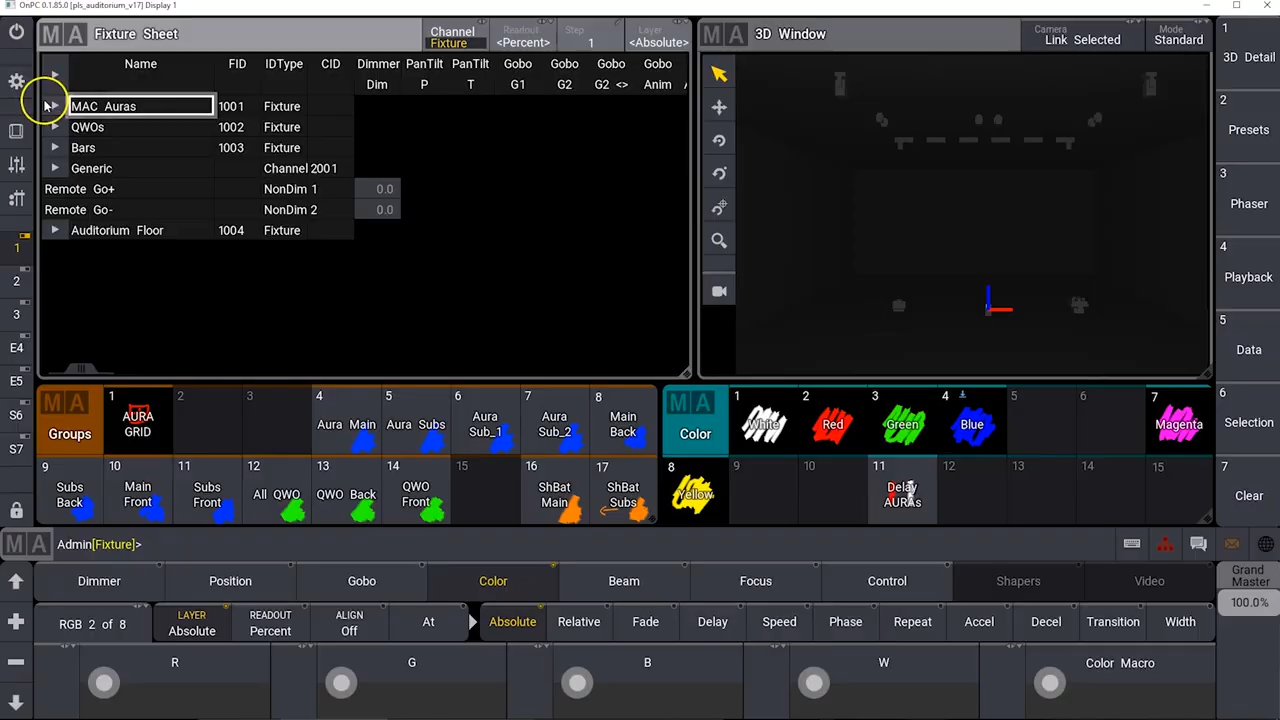 OnPC 0.1.85.0 [pls_auditorium_v17] Display 1
MA Fixture Sheet
Channel
Fixture
Readout
<Percent>
Step
1
Layer
<Absolute>
Name FID IDType CID Dimmer PanTilt PanTilt Gobo Gobo Gobo Gobo
Dim P T G1 G2 G2 <> Anim
MAC Auras 1001 Fixture
QWOs 1002 Fixture
Bars 1003 Fixture
Generic Channel 2001
Remote Go+ NonDim 1 0.0
Remote Go- NonDim 2 0.0
Auditorium Floor 1004 Fixture
MA 3D Window
Camera
Link Selected
Mode
Standard
1
3D Detail
2
Presets
3
Phaser
4
Playback
5
Data
6
Selection
7
Clear
1
2
3
E4
E5
S6
S7
MA
Groups
1
AURA
GRID
2
3
4
Aura Main
5
Aura Subs
6
Aura
Sub_1
7
Aura
Sub_2
8
Main
Back
9
Subs
Back
10
Main
Front
11
Subs
Front
12
All QWO
13
QWO Back
14
QWO
Front
15
16
ShBat
Main
17
ShBat
Subs
MA
Color
1
White
2
Red
3
Green
4
Blue
5
6
7
Magenta
8
Yellow
9
10
11
Delay
AURAs
12
13
14
15
MA Admin[Fixture]>
Dimmer Position Gobo Color Beam Focus Control Shapers Video
Grand
Master
100.0%
RGB 2 of 8
LAYER
Absolute
READOUT
Percent
ALIGN
Off
At
Absolute Relative Fade Delay Speed Phase Repeat Accel Decel Transition Width
R G B W Color Macro